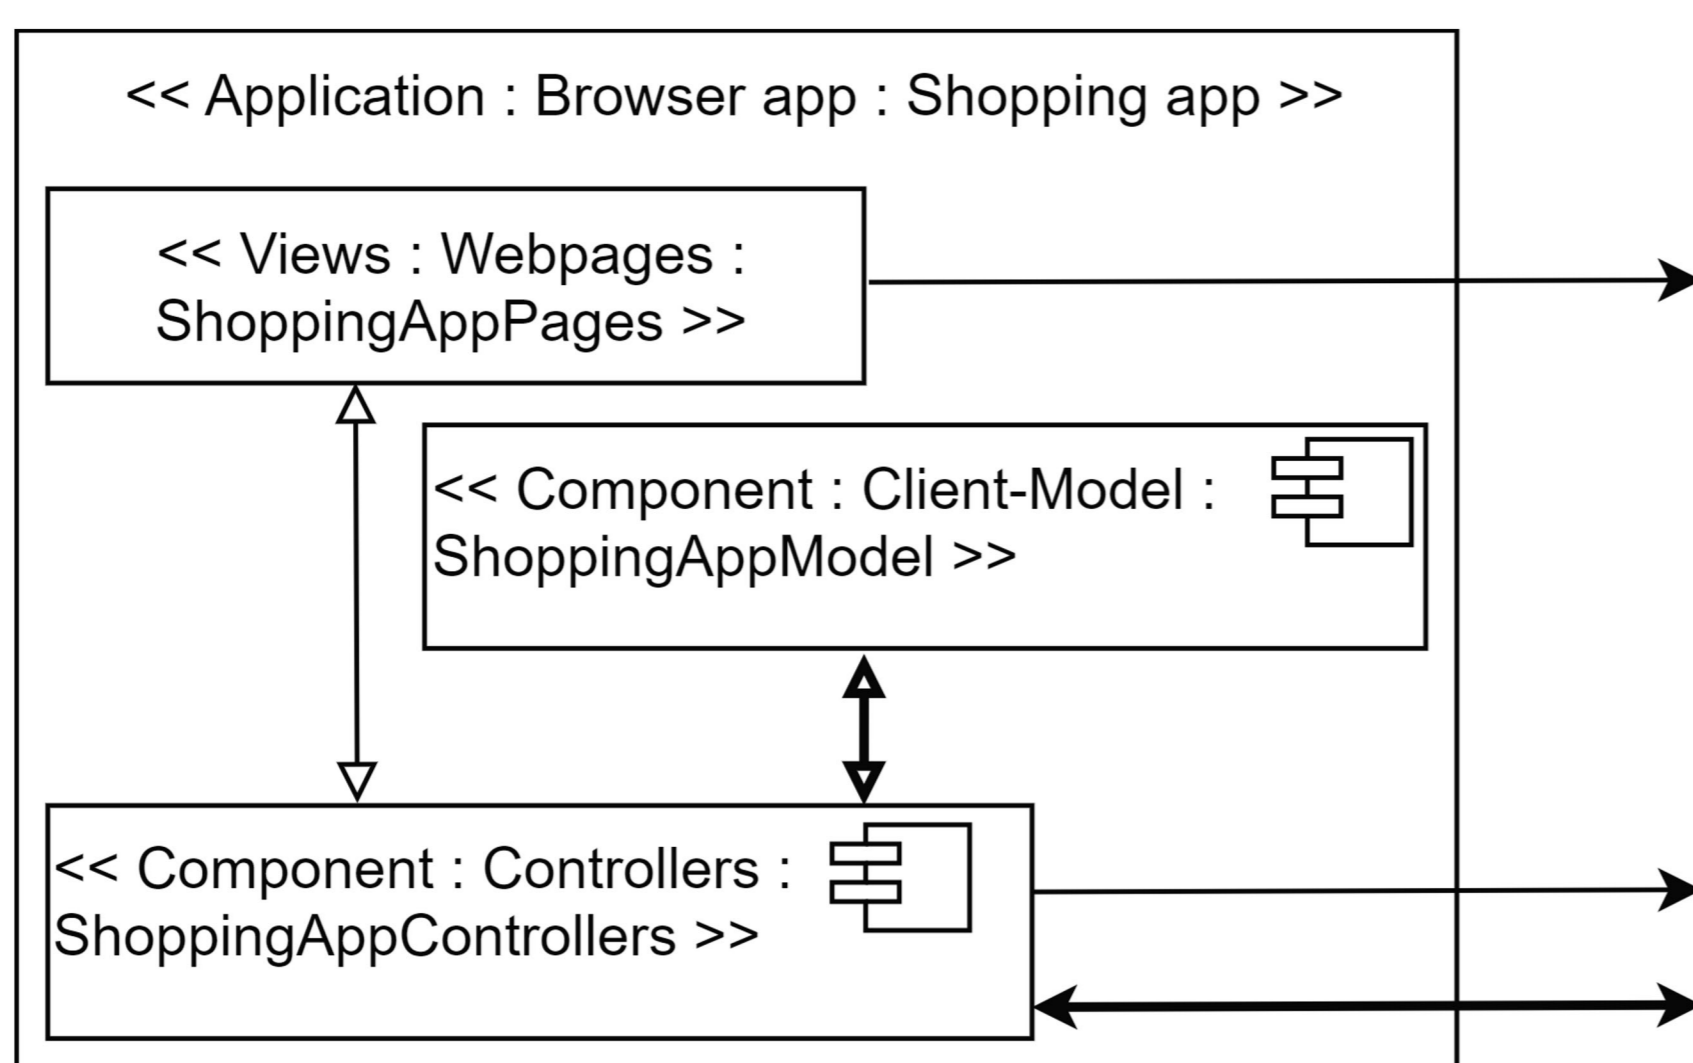 << Application : Browser app : Shopping app >>
<< Views : Webpages :
ShoppingAppPages >>
<< Component : Client-Model :
ShoppingAppModel >>
<< Component : Controllers :
ShoppingAppControllers >>